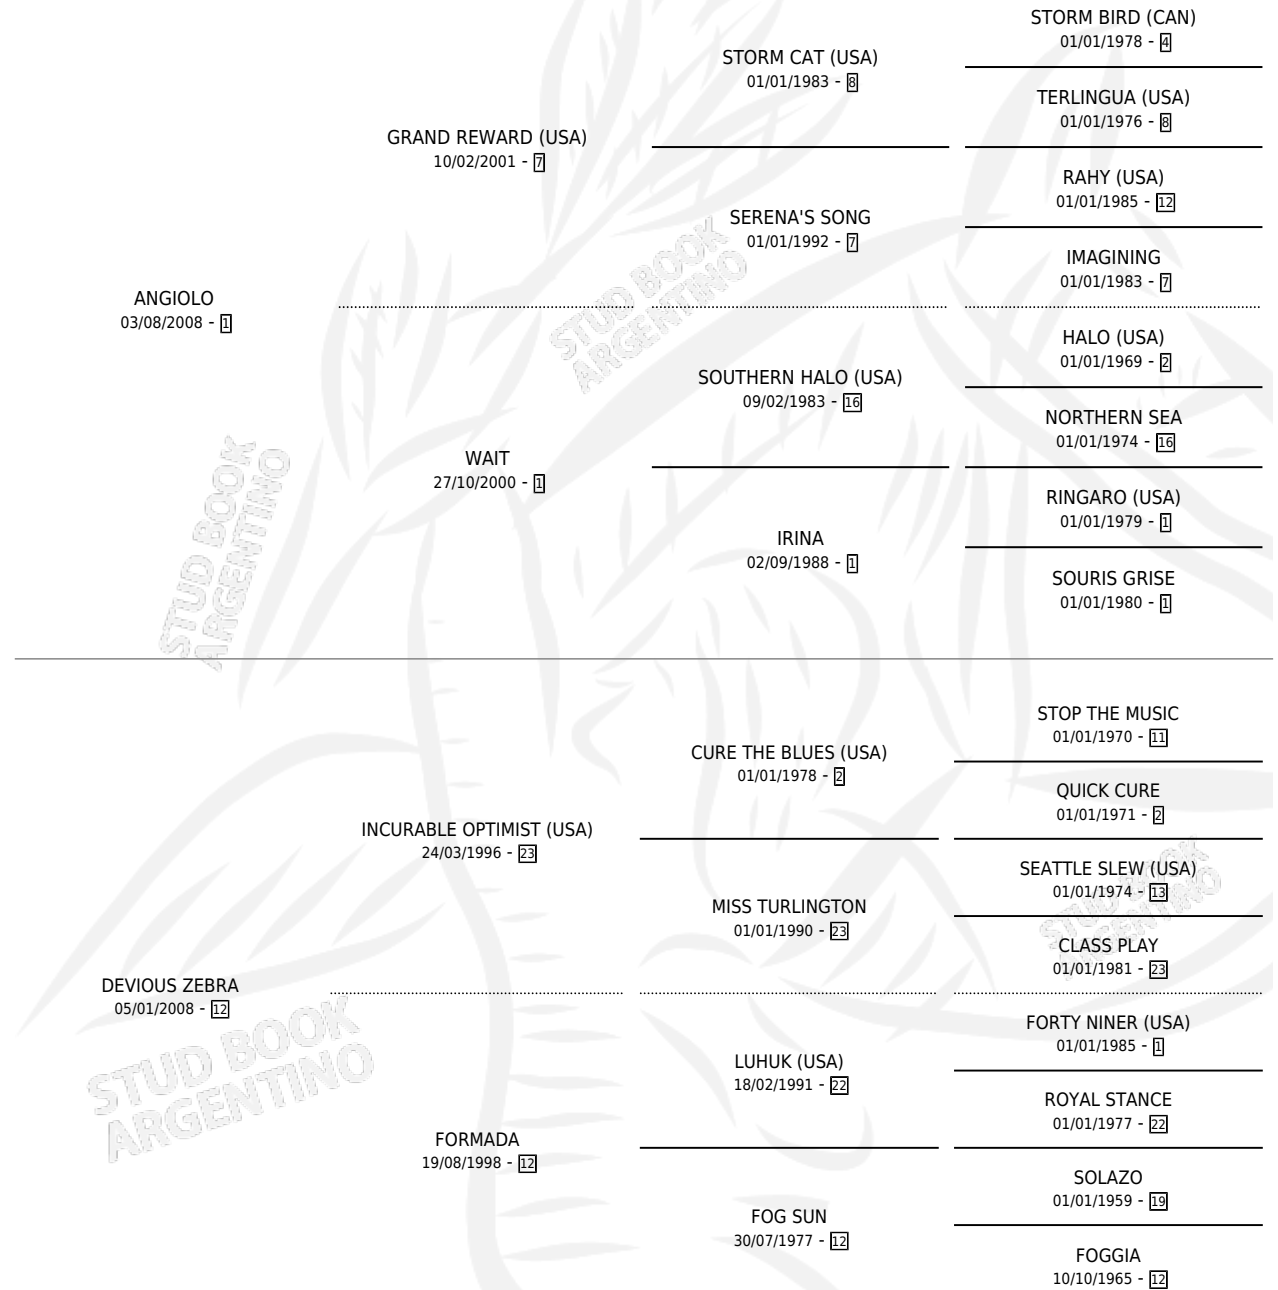 STORM BIRD (CAN)
01/01/1978 - 4
STORM CAT (USA)
01/01/1983 - 8
TERLINGUA (USA)
01/01/1976 - 8
GRAND REWARD (USA)
10/02/2001 - 7
RAHY (USA)
01/01/1985 - 12
SERENA'S SONG
01/01/1992 - 7
IMAGINING
01/01/1983 - 7
ANGIOLO
03/08/2008 - 1
HALO (USA)
01/01/1969 - 2
SOUTHERN HALO (USA)
09/02/1983 - 16
NORTHERN SEA
01/01/1974 - 16
WAIT
27/10/2000 - 1
RINGARO (USA)
01/01/1979 - 1
IRINA
02/09/1988 - 1
SOURIS GRISE
01/01/1980 - 1
STUD BOOK
ARGENTINO
STUD BOOK
ARGENTINO
STOP THE MUSIC
01/01/1970 - 11
CURE THE BLUES (USA)
01/01/1978 - 2
QUICK CURE
01/01/1971 - 2
INCURABLE OPTIMIST (USA)
24/03/1996 - 23
SEATTLE SLEW (USA)
01/01/1974 - 13
MISS TURLINGTON
01/01/1990 - 23
CLASS PLAY
01/01/1981 - 23
DEVIOUS ZEBRA
05/01/2008 - 12
FORTY NINER (USA)
01/01/1985 - 1
LUHUK (USA)
18/02/1991 - 22
ROYAL STANCE
01/01/1977 - 22
FORMADA
19/08/1998 - 12
SOLAZO
01/01/1959 - 19
FOG SUN
30/07/1977 - 12
FOGGIA
10/10/1965 - 12
STUD BOOK
ARGENTINO
STUD BOOK
ARGENTINO